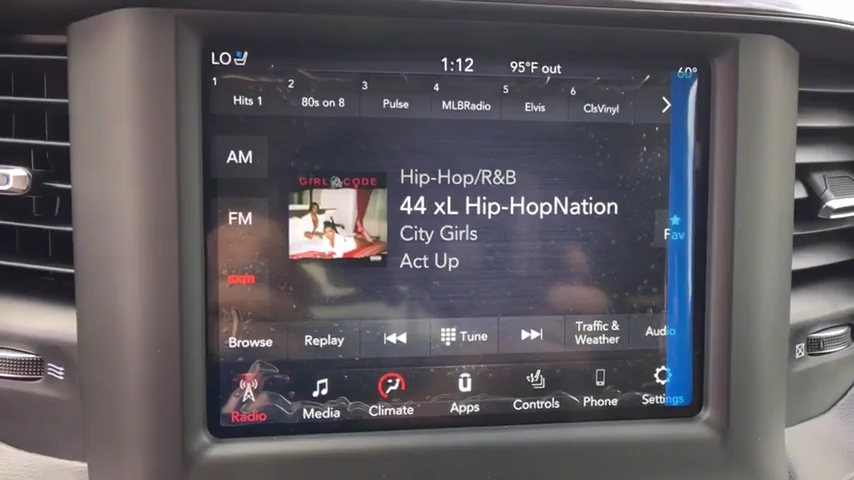 LO 1:12 95°F out 60°
1 2 3 4 5 6
Hits 1 80s on 8 Pulse MLBRadio Elvis ClsVinyl
AM
GIRL CODE
Hip-Hop/R&B
44 xL Hip-HopNation
FM
City Girls
Fav
Act Up
sxm
Browse Replay Tune Traffic & Weather Audio
Radio Media Climate Apps Controls Phone Settings